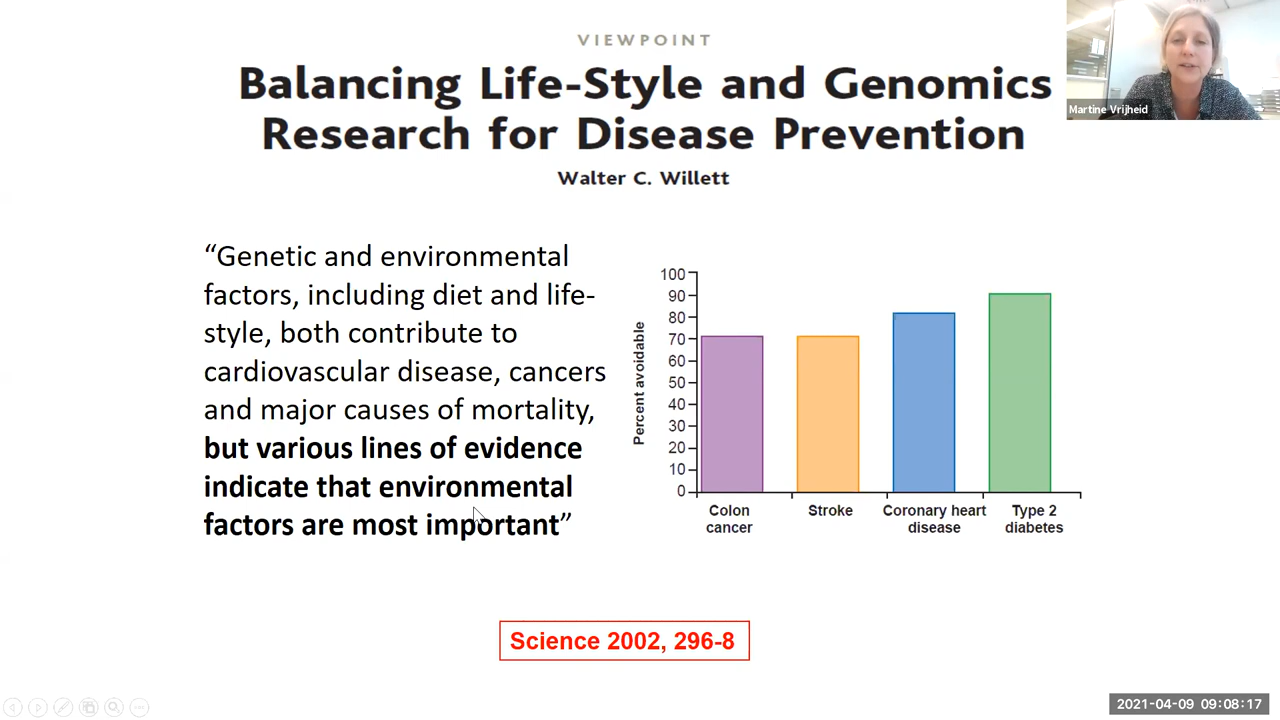 VIEWPOINT
Balancing Life-Style and Genomics
Research for Disease Prevention
Walter C. Willett
Martine Vrijheid
“Genetic and environmental
factors, including diet and life-
style, both contribute to
cardiovascular disease, cancers
and major causes of mortality,
but various lines of evidence
indicate that environmental
factors are most important”
Percent avoidable
100
90
80
70
60
50
40
30
20
10
0
Colon
cancer
Stroke
Coronary heart
disease
Type 2
diabetes
Science 2002, 296-8
2021-04-09 09:08:17